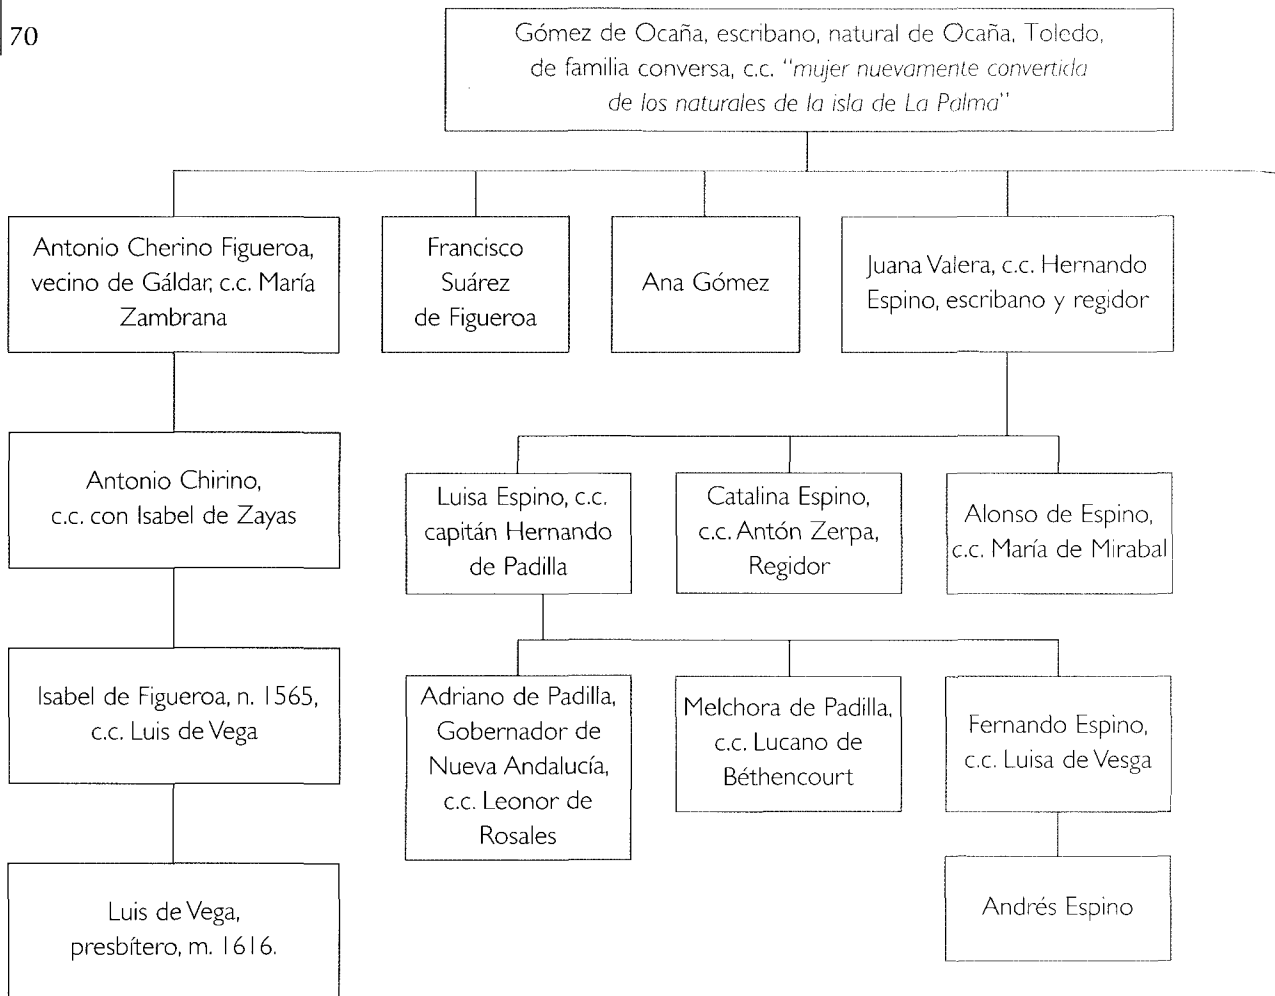 70
Gómez de Ocaña, escribano, natural de Ocaña, Toledo,
de familia conversa, c.c. "mujer nuevamente convertida
de los naturales de la isla de La Palma"
Antonio Cherino Figueroa,
vecino de Gáldar, c.c. María
Zambrana
Francisco
Suárez
de Figueroa
Ana Gómez
Juana Valera, c.c. Hernando
Espino, escribano y regidor
Antonio Chirino,
c.c. con Isabel de Zayas
Luisa Espino, c.c.
capitán Hernando
de Padilla
Catalina Espino,
c.c. Antón Zerpa,
Regidor
Alonso de Espino,
c.c. María de Mirabal
Isabel de Figueroa, n. 1565,
c.c. Luis de Vega
Adriano de Padilla,
Gobernador de
Nueva Andalucía,
c.c. Leonor de
Rosales
Melchora de Padilla,
c.c. Lucano de
Béthencourt
Fernando Espino,
c.c. Luisa de Vesga
Luis de Vega,
presbítero, m. 1616.
Andrés Espino